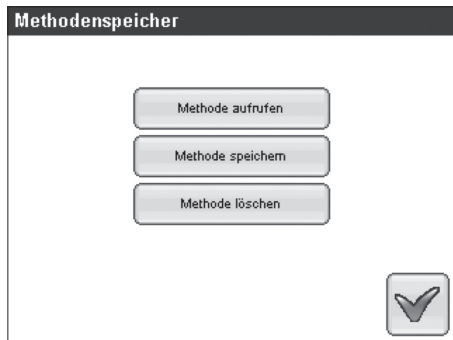 Methodenspeicher
Methode aufrufen
Methode speichern
Methode löschen